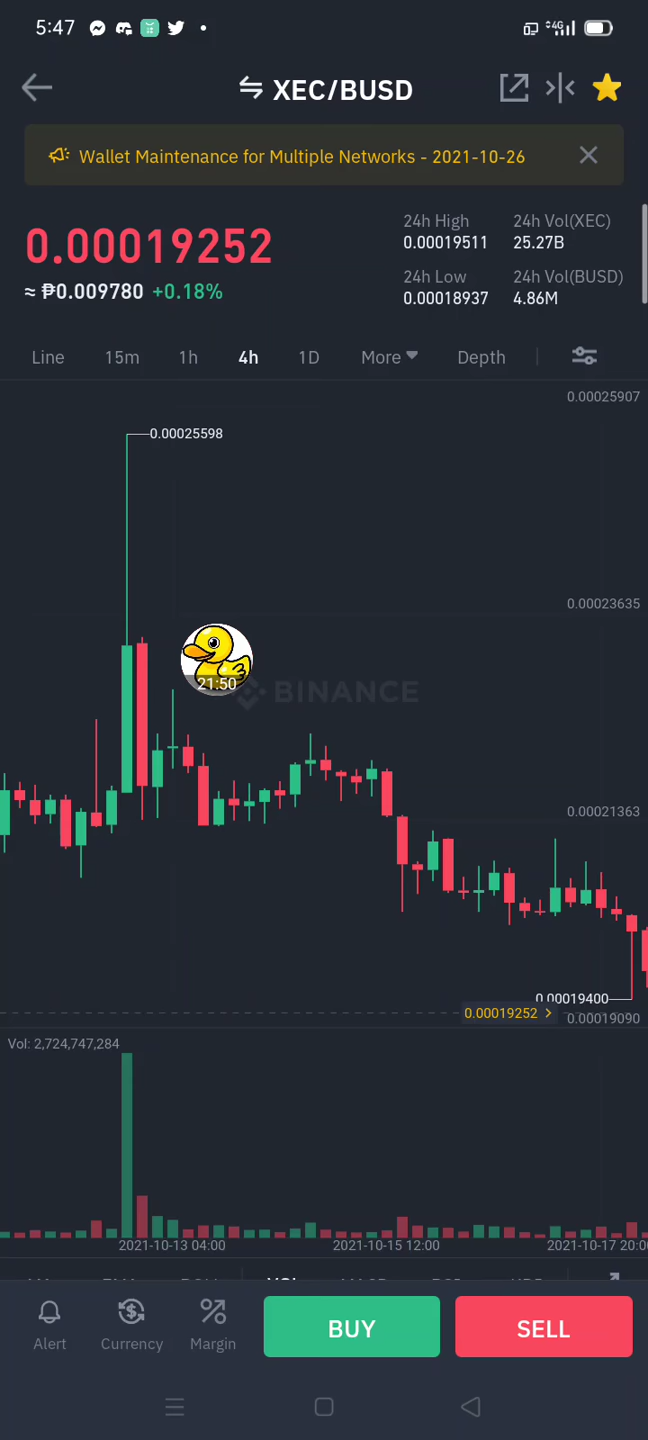 5:47
4G
XEC/BUSD
Wallet Maintenance for Multiple Networks - 2021-10-26
0.00019252
≈ ₱0.009780 +0.18%
24h High
0.00019511
24h Vol(XEC)
25.27B
24h Low
0.00018937
24h Vol(BUSD)
4.86M
Line 15m 1h 4h 1D More Depth
0.00025907
0.00025598
0.00023635
21:50
BINANCE
0.00021363
0.00019400
0.00019252
0.00019090
Vol: 2,724,747,284
2021-10-13 04:00 2021-10-15 12:00 2021-10-17 20:0
Alert Currency Margin BUY SELL